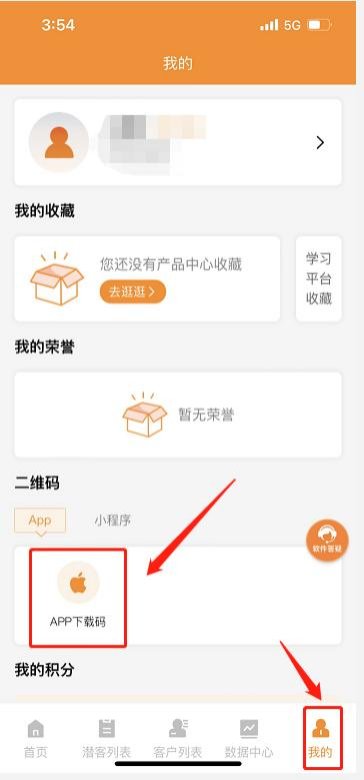 3:54
5G
我的
我的收藏
您还没有产品中心收藏
去逛逛 >
学习
平台
收藏
我的荣誉
暂无荣誉
二维码
App
小程序
软件答疑
APP下载码
我的积分
首页
潜客列表
客户列表
数据中心
我的